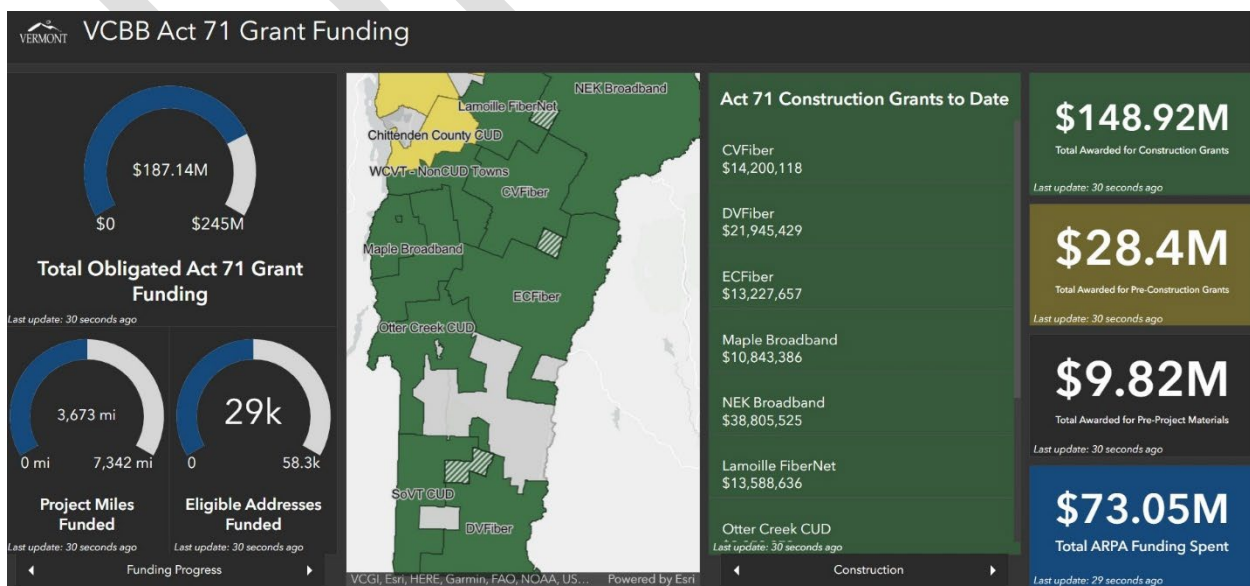 VERMONT
VCBB Act 71 Grant Funding
$187.14M
$0
$245M
Total Obligated Act 71 Grant
Funding
Last update: 30 seconds ago
3,673 mi
0 mi
7,342 mi
Project Miles
Funded
Last update: 30 seconds ago
29k
0
58.3k
Eligible Addresses
Funded
Last update: 30 seconds ago
Funding Progress
NEK Broadband
Lamoille FiberNet
Chittenden County CUD
WCVT - NonCUD Towns
CVFiber
Maple Broadband
ECFiber
Otter Creek CUD
SoVT CUD
DVFiber
VCGI, Esri, HERE, Garmin, FAO, NOAA, US...
Powered by Esri
Act 71 Construction Grants to Date
CVFiber
$14,200,118
DVFiber
$21,945,429
ECFiber
$13,227,657
Maple Broadband
$10,843,386
NEK Broadband
$38,805,525
Lamoille FiberNet
$13,588,636
Otter Creek CUD
Last update: 30 seconds ago
Construction
$148.92M
Total Awarded for Construction Grants
Last update: 30 seconds ago
$28.4M
Total Awarded for Pre-Construction Grants
Last update: 30 seconds ago
$9.82M
Total Awarded for Pre-Project Materials
Last update: 30 seconds ago
$73.05M
Total ARPA Funding Spent
Last update: 29 seconds ago